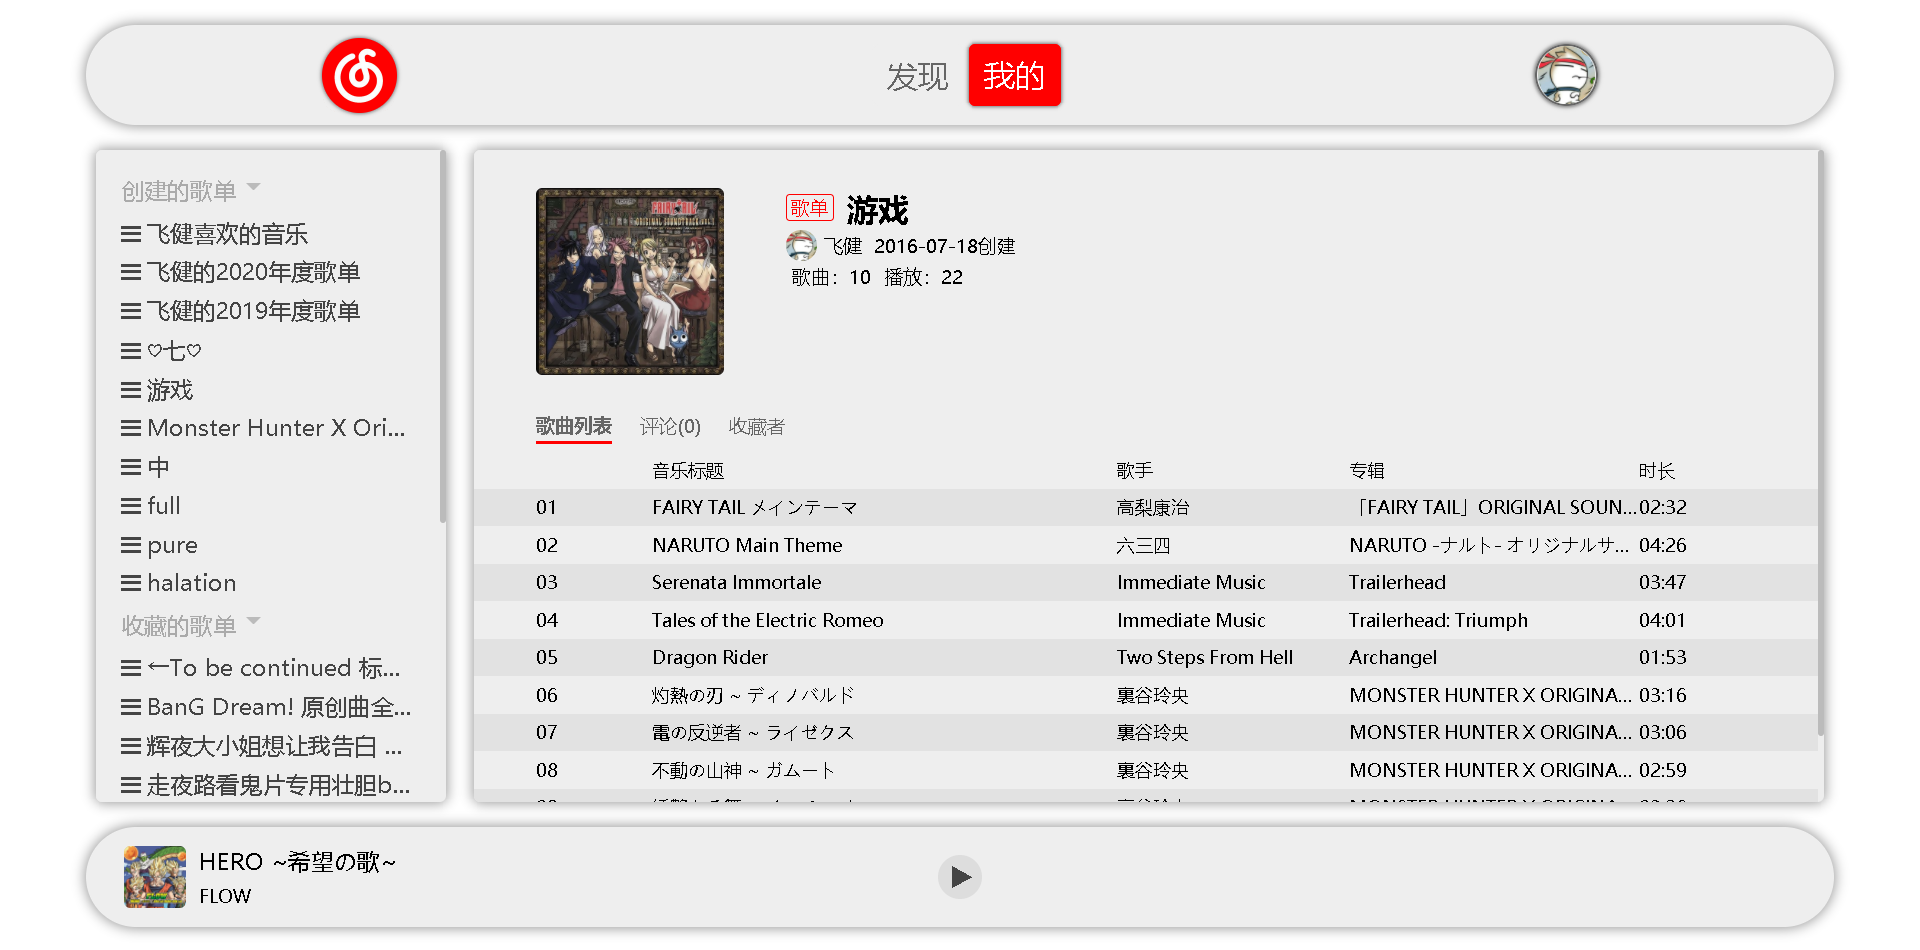 发现 我的
创建的歌单
飞健喜欢的音乐
飞健的2020年度歌单
飞健的2019年度歌单
♡七♡
游戏
Monster Hunter X Ori...
中
full
pure
halation
收藏的歌单
←To be continued 标...
BanG Dream! 原创曲全...
辉夜大小姐想让我告白 ...
走夜路看鬼片专用壮胆b...
FAIRY TAIL
ORIGINAL SOUNDTRACK
歌单 游戏
飞健 2016-07-18创建
歌曲：10 播放：22
歌曲列表 评论(0) 收藏者
音乐标题 歌手 专辑 时长
01 FAIRY TAIL メインテーマ 高梨康治 「FAIRY TAIL」ORIGINAL SOUN... 02:32
02 NARUTO Main Theme 六三四 NARUTO -ナルト- オリジナルサ... 04:26
03 Serenata Immortale Immediate Music Trailerhead 03:47
04 Tales of the Electric Romeo Immediate Music Trailerhead: Triumph 04:01
05 Dragon Rider Two Steps From Hell Archangel 01:53
06 灼熱の刃 ~ ディノバルド 裏谷玲央 MONSTER HUNTER X ORIGINA... 03:16
07 電の反逆者 ~ ライゼクス 裏谷玲央 MONSTER HUNTER X ORIGINA... 03:06
08 不動の山神 ~ ガムート 裏谷玲央 MONSTER HUNTER X ORIGINA... 02:59
HERO ~希望の歌~
FLOW